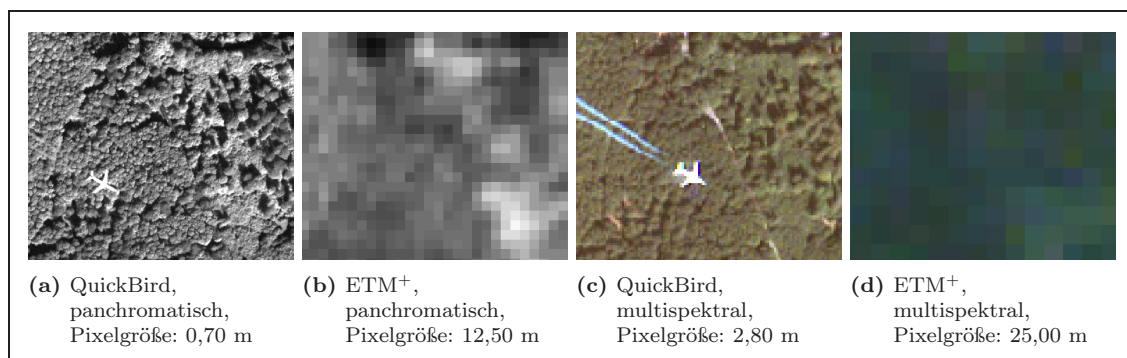 (a) QuickBird,
panchromatisch,
Pixelgröße: 0,70 m
(b) ETM+,
panchromatisch,
Pixelgröße: 12,50 m
(c) QuickBird,
multispektral,
Pixelgröße: 2,80 m
(d) ETM+,
multispektral,
Pixelgröße: 25,00 m